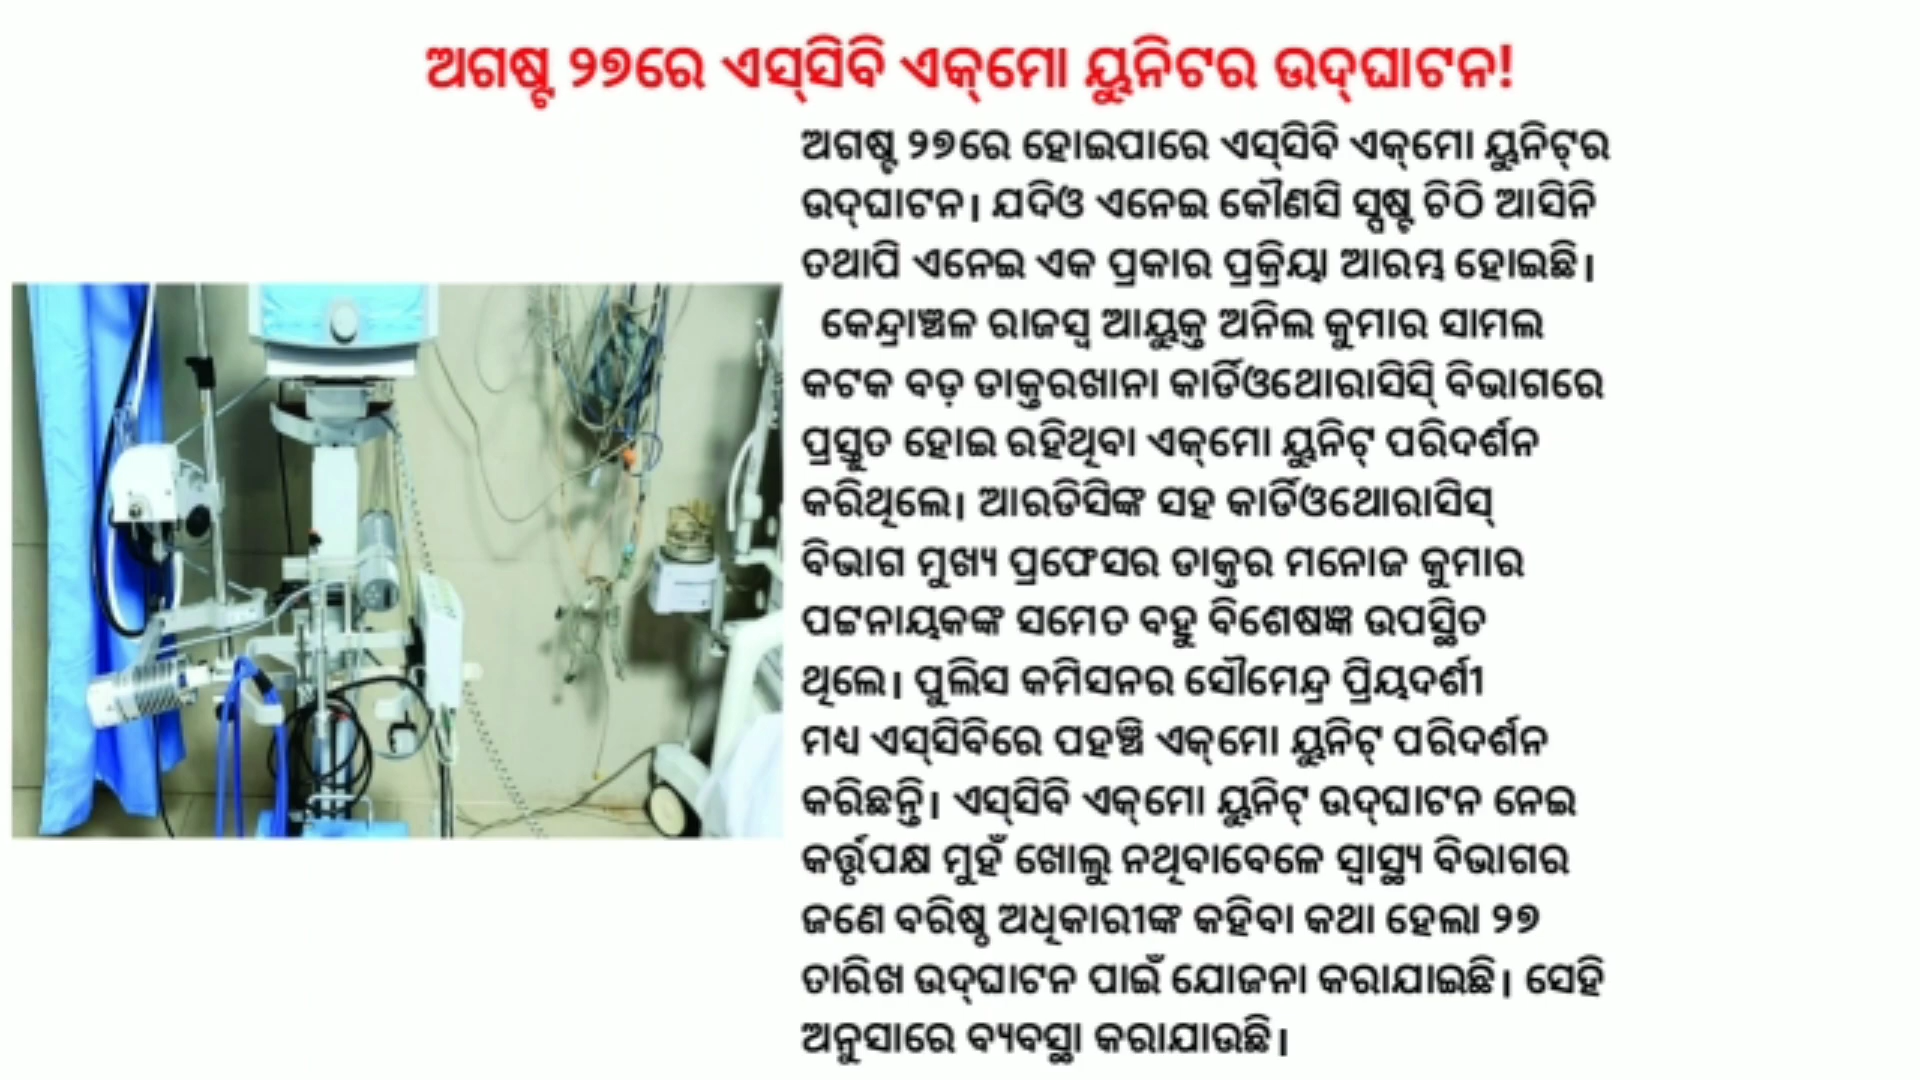 ଅଗଷ୍ଟ ୨୭ରେ ଏସ୍‌ସିବି ଏକ୍‌ମୋ ୟୁନିଟର ଉଦ୍‌ଘାଟନ!
ଅଗଷ୍ଟ ୨୭ରେ ହୋଇପାରେ ଏସ୍‌ସିବି ଏକ୍‌ମୋ ୟୁନିଟ୍‌ର
ଉଦ୍‌ଘାଟନ। ଯଦିଓ ଏନେଇ କୌଣସି ସ୍ପଷ୍ଟ ଚିଠି ଆସିନି
ତଥାପି ଏନେଇ ଏକ ପ୍ରକାର ପ୍ରକ୍ରିୟା ଆରମ୍ଭ ହୋଇଛି।
କେନ୍ଦ୍ରାଞ୍ଚଳ ରାଜସ୍ୱ ଆୟୁକ୍ତ ଅନିଲ କୁମାର ସାମଲ
କଟକ ବଡ଼ ଡାକ୍ତରଖାନା କାର୍ଡିଓଥୋରାସିସ୍ି ବିଭାଗରେ
ପ୍ରସ୍ତୁତ ହୋଇ ରହିଥିବା ଏକ୍‌ମୋ ୟୁନିଟ୍ ପରିଦର୍ଶନ
କରିଥିଲେ। ଆରଡିସିଙ୍କ ସହ କାର୍ଡିଓଥୋରାସିସ୍
ବିଭାଗ ମୁଖ୍ୟ ପ୍ରଫେସର ଡାକ୍ତର ମନୋଜ କୁମାର
ପଟ୍ଟନାୟକଙ୍କ ସମେତ ବହୁ ବିଶେଷଜ୍ଞ ଉପସ୍ଥିତ
ଥିଲେ। ପୁଲିସ କମିସନର ସୌମେନ୍ଦ୍ର ପ୍ରିୟଦର୍ଶୀ
ମଧ୍ୟ ଏସ୍‌ସିବିରେ ପହଞ୍ଚି ଏକ୍‌ମୋ ୟୁନିଟ୍ ପରିଦର୍ଶନ
କରିଛନ୍ତି। ଏସ୍‌ସିବି ଏକ୍‌ମୋ ୟୁନିଟ୍ ଉଦ୍‌ଘାଟନ ନେଇ
କର୍ତ୍ତୃପକ୍ଷ ମୁହଁ ଖୋଲୁ ନଥିବାବେଳେ ସ୍ୱାସ୍ଥ୍ୟ ବିଭାଗର
ଜଣେ ବରିଷ୍ଠ ଅଧିକାରୀଙ୍କ କହିବା କଥା ହେଲା ୨୭
ତାରିଖ ଉଦ୍‌ଘାଟନ ପାଇଁ ଯୋଜନା କରାଯାଇଛି। ସେହି
ଅନୁସାରେ ବ୍ୟବସ୍ଥା କରାଯାଉଛି।